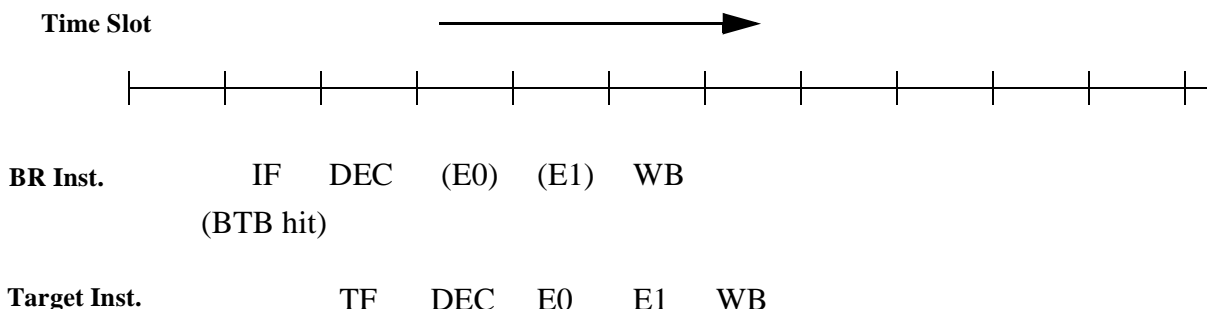 Time Slot
BR Inst. IF DEC (E0) (E1) WB
(BTB hit)
Target Inst. TF DEC E0 E1 WB